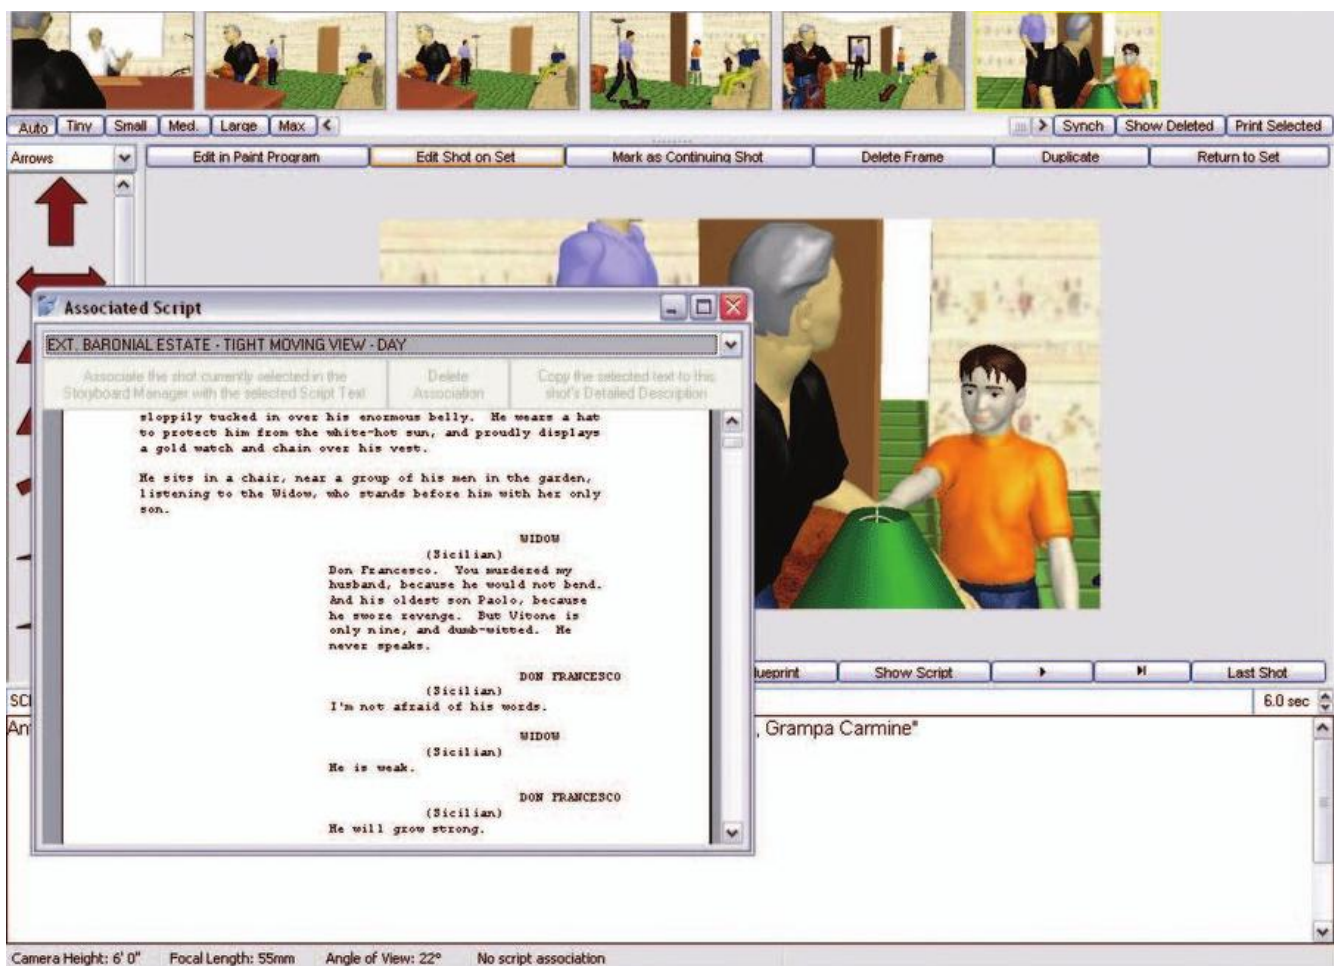 Auto Tiny Small Med. Large Max < > Synch Show Deleted Print Selected
Arrows Edit in Paint Program Edit Shot on Set Mark as Continuing Shot Delete Frame Duplicate Return to Set
Associated Script
EXT. BARONIAL ESTATE - TIGHT MOVING VIEW - DAY
Associate the shot currently selected in the
Storyboard Manager with the selected Script Text
Delete
Association
Copy the selected text to this
shot's Detailed Description
sloppily tucked in over his enormous belly. He wears a hat
to protect him from the white-hot sun, and proudly displays
a gold watch and chain over his vest.
He sits in a chair, near a group of his men in the garden,
listening to the Widow, who stands before him with her only
son.
WIDOW
(Sicilian)
Don Francesco. You murdered my
husband, because he would not bend.
And his oldest son Paolo, because
he swore revenge. But Vitone is
only nine, and dumb-witted. He
never speaks.
DON FRANCESCO
(Sicilian)
I'm not afraid of his words.
WIDOW
(Sicilian)
He is weak.
DON FRANCESCO
(Sicilian)
He will grow strong.
ueprint Show Script Last Shot
SC 6.0 sec
An , Grampa Carmine"
Camera Height: 6' 0" Focal Length: 55mm Angle of View: 22° No script association